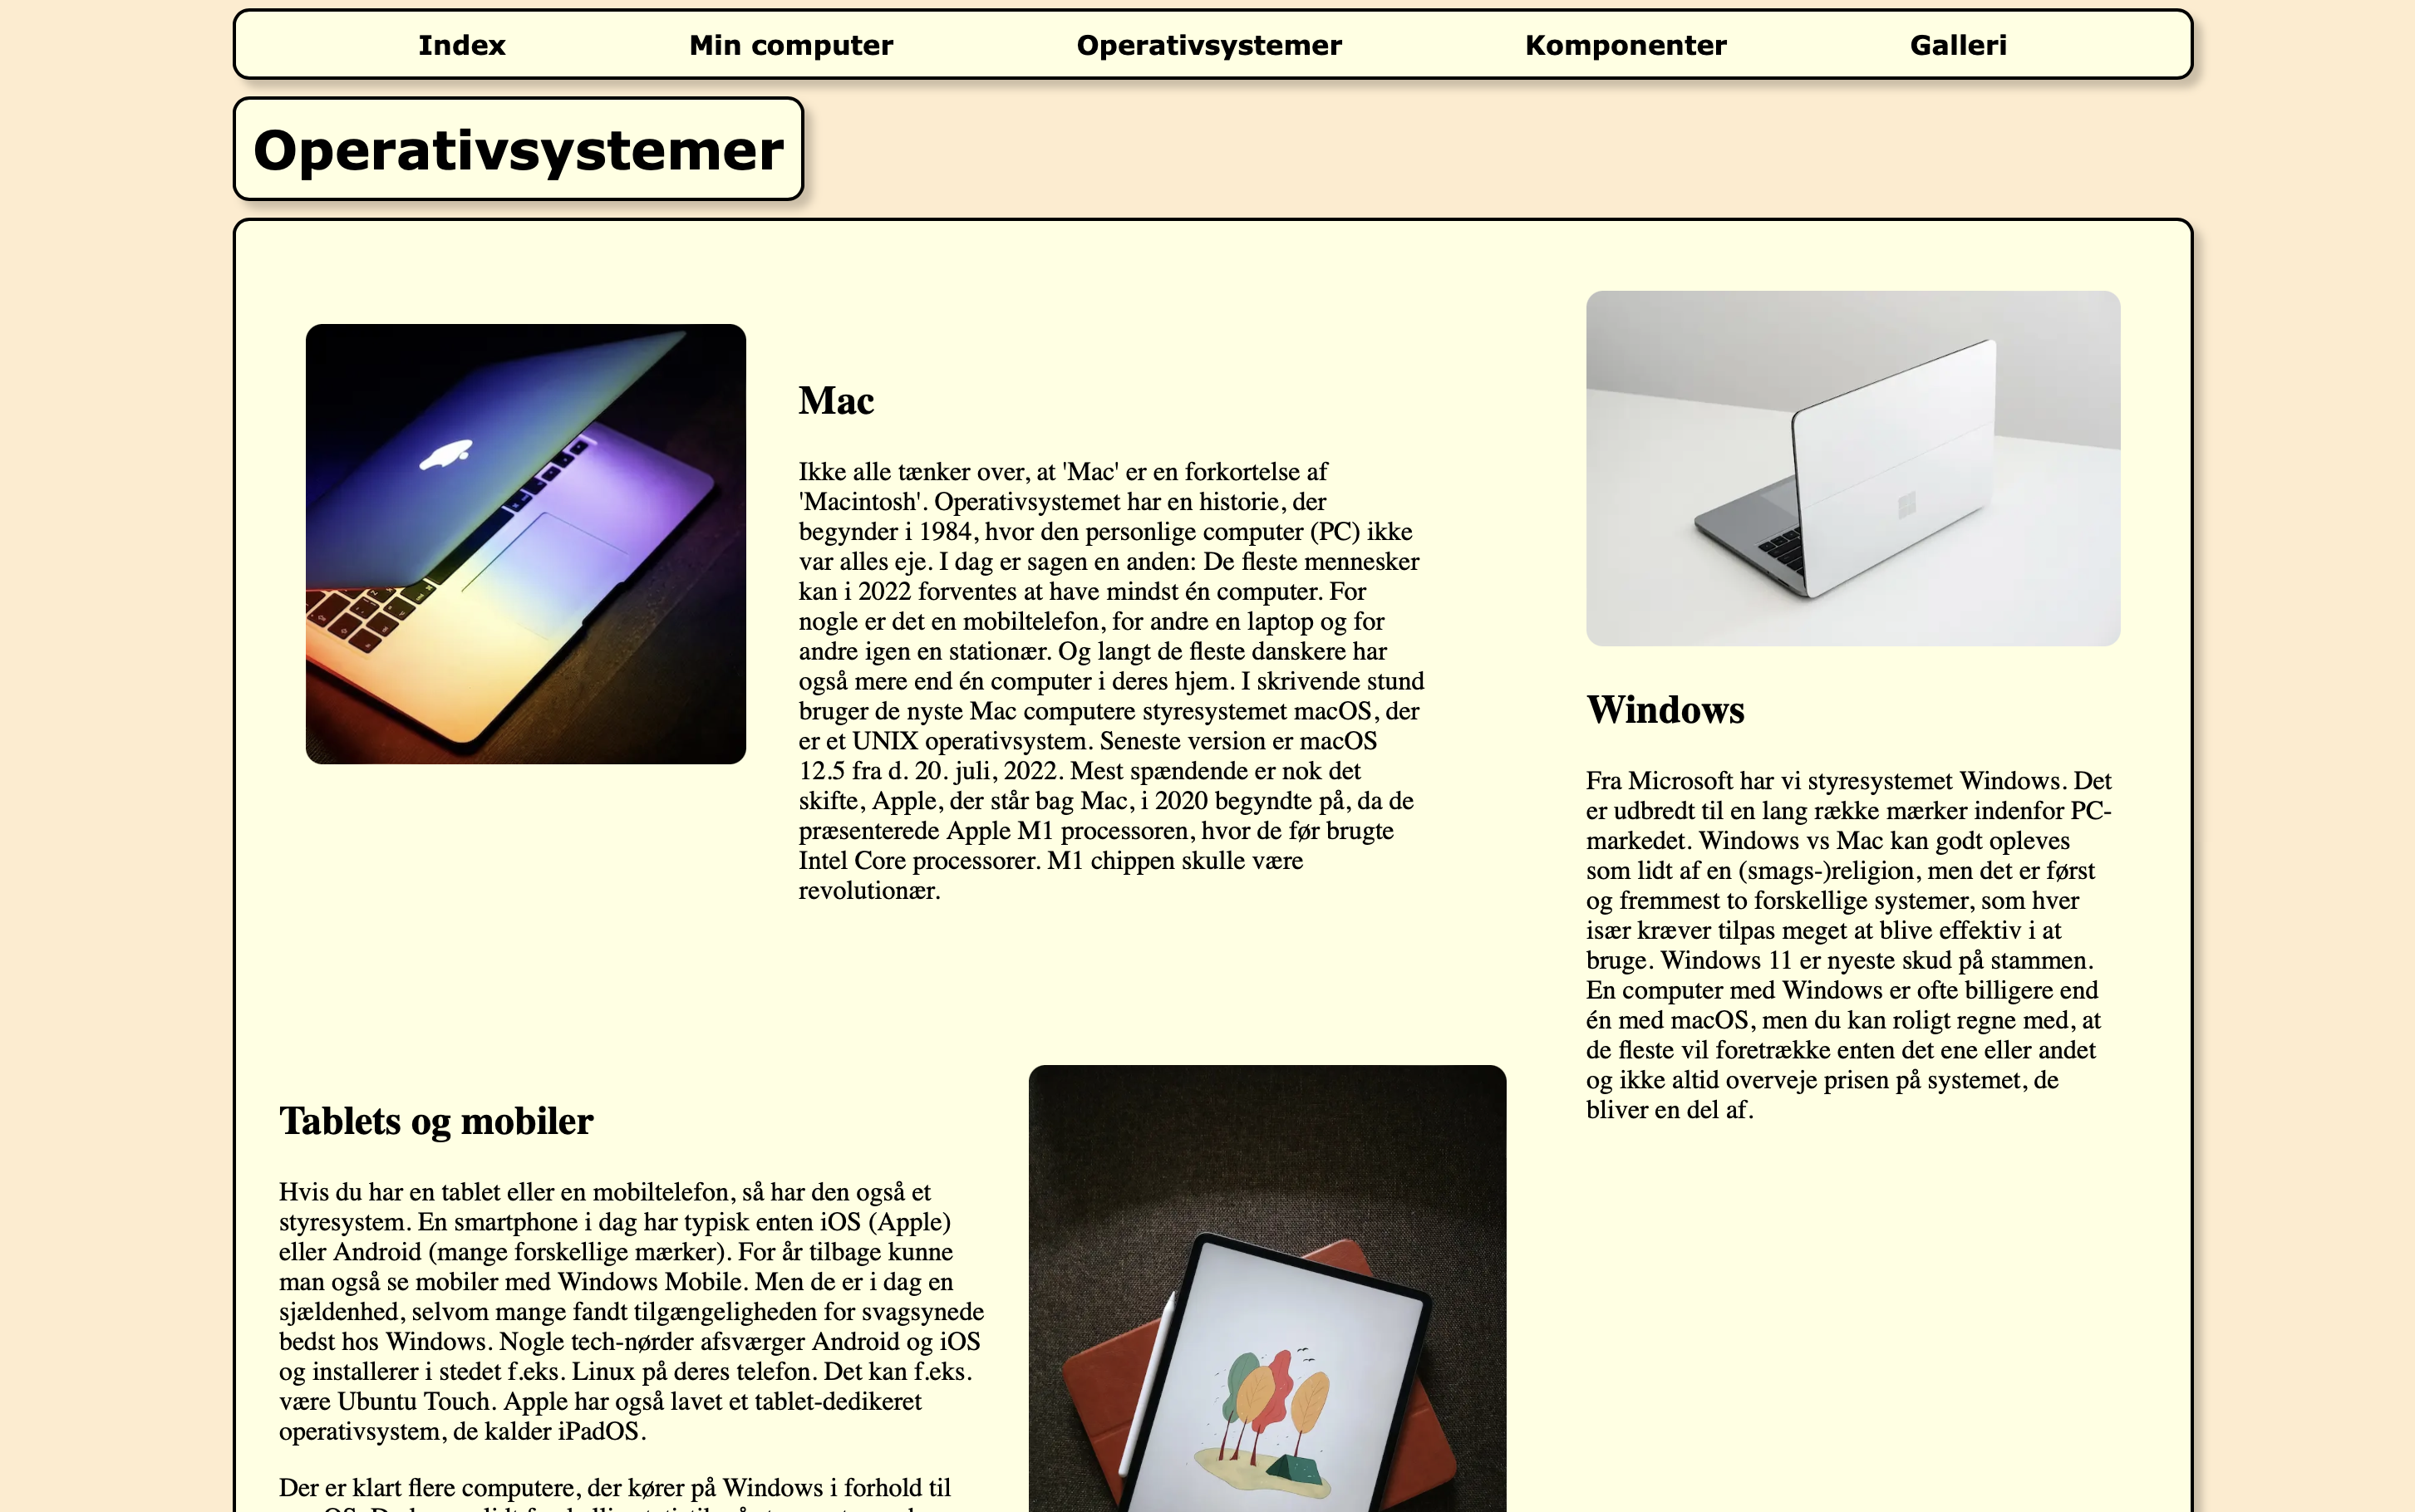 Index
Min computer
Operativsystemer
Komponenter
Galleri
Operativsystemer
Mac
Ikke alle tænker over, at 'Mac' er en forkortelse af
'Macintosh'. Operativsystemet har en historie, der
begynder i 1984, hvor den personlige computer (PC) ikke
var alles eje. I dag er sagen en anden: De fleste mennesker
kan i 2022 forventes at have mindst én computer. For
nogle er det en mobiltelefon, for andre en laptop og for
andre igen en stationær. Og langt de fleste danskere har
også mere end én computer i deres hjem. I skrivende stund
bruger de nyste Mac computere styresystemet macOS, der
er et UNIX operativsystem. Seneste version er macOS
12.5 fra d. 20. juli, 2022. Mest spændende er nok det
skifte, Apple, der står bag Mac, i 2020 begyndte på, da de
præsenterede Apple M1 processoren, hvor de før brugte
Intel Core processorer. M1 chippen skulle være
revolutionær.
Windows
Fra Microsoft har vi styresystemet Windows. Det
er udbredt til en lang række mærker indenfor PC-
markedet. Windows vs Mac kan godt opleves
som lidt af en (smags-)religion, men det er først
og fremmest to forskellige systemer, som hver
især kræver tilpas meget at blive effektiv i at
bruge. Windows 11 er nyeste skud på stammen.
En computer med Windows er ofte billigere end
én med macOS, men du kan roligt regne med, at
de fleste vil foretrække enten det ene eller andet
og ikke altid overveje prisen på systemet, de
bliver en del af.
Tablets og mobiler
Hvis du har en tablet eller en mobiltelefon, så har den også et
styresystem. En smartphone i dag har typisk enten iOS (Apple)
eller Android (mange forskellige mærker). For år tilbage kunne
man også se mobiler med Windows Mobile. Men de er i dag en
sjældenhed, selvom mange fandt tilgængeligheden for svagsynede
bedst hos Windows. Nogle tech-nørder afsværger Android og iOS
og installerer i stedet f.eks. Linux på deres telefon. Det kan f.eks.
være Ubuntu Touch. Apple har også lavet et tablet-dedikeret
operativsystem, de kalder iPadOS.
Der er klart flere computere, der kører på Windows i forhold til